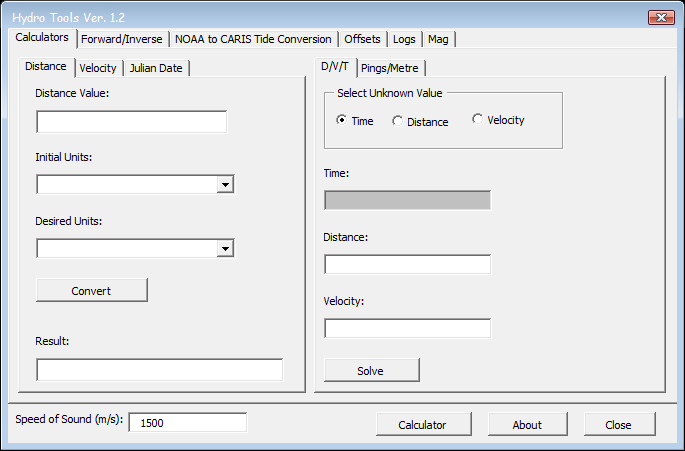 Hydro Tools Ver. 1.2
Calculators Forward/Inverse NOAA to CARIS Tide Conversion Offsets Logs Mag
Distance Velocity Julian Date
Distance Value:
Initial Units:
Desired Units:
Convert
Result:
D/V/T Pings/Metre
Select Unknown Value
Time Distance Velocity
Time:
Distance:
Velocity:
Solve
Speed of Sound (m/s): 1500 Calculator About Close